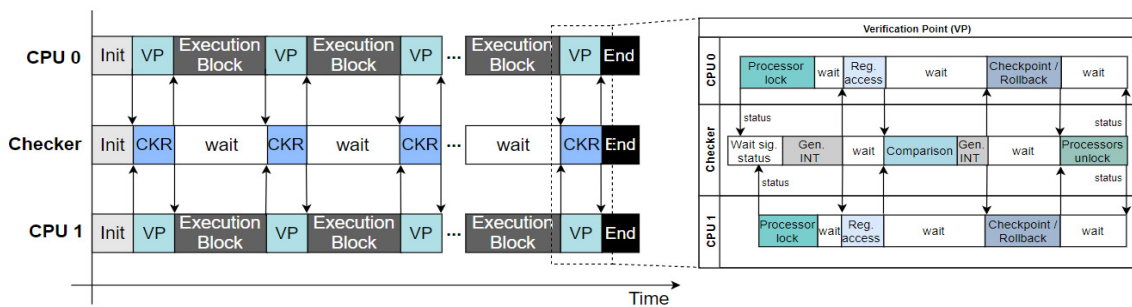 CPU 0
Init
VP
Execution
Block
VP
Execution
Block
VP
...
Execution
Block
VP
End
Checker
Init
CKR
wait
CKR
wait
CKR
...
wait
CKR
End
CPU 1
Init
VP
Execution
Block
VP
Execution
Block
VP
...
Execution
Block
VP
End
Time
Verification Point (VP)
CPU 0
Processor
lock
wait
Reg.
access
wait
Checkpoint /
Rollback
wait
status
status
Checker
Wait sig.
status
Gen.
INT
wait
Comparison
Gen.
INT
wait
Processors
unlock
status
status
CPU 1
Processor
lock
wait
Reg.
access
wait
Checkpoint /
Rollback
wait